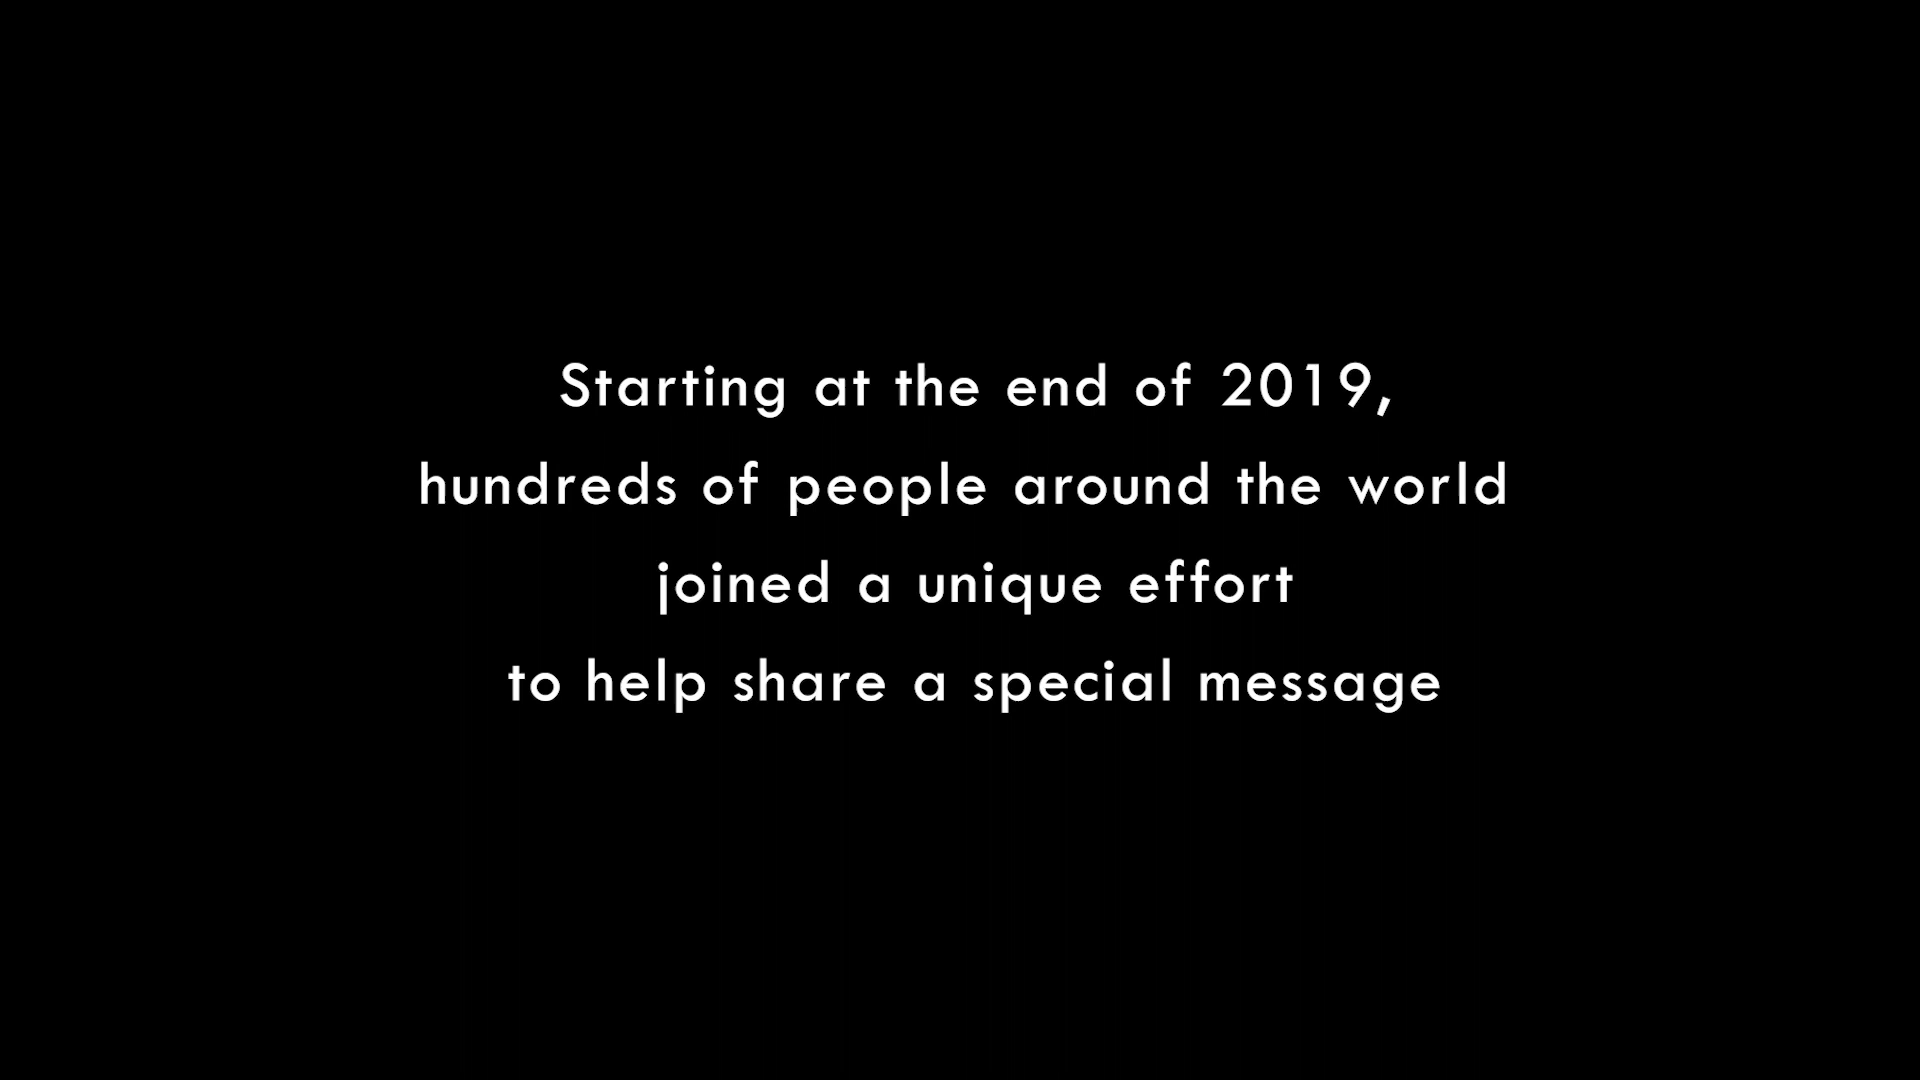 Starting at the end of 2019,
hundreds of people around the world
joined a unique effort
to help share a special message